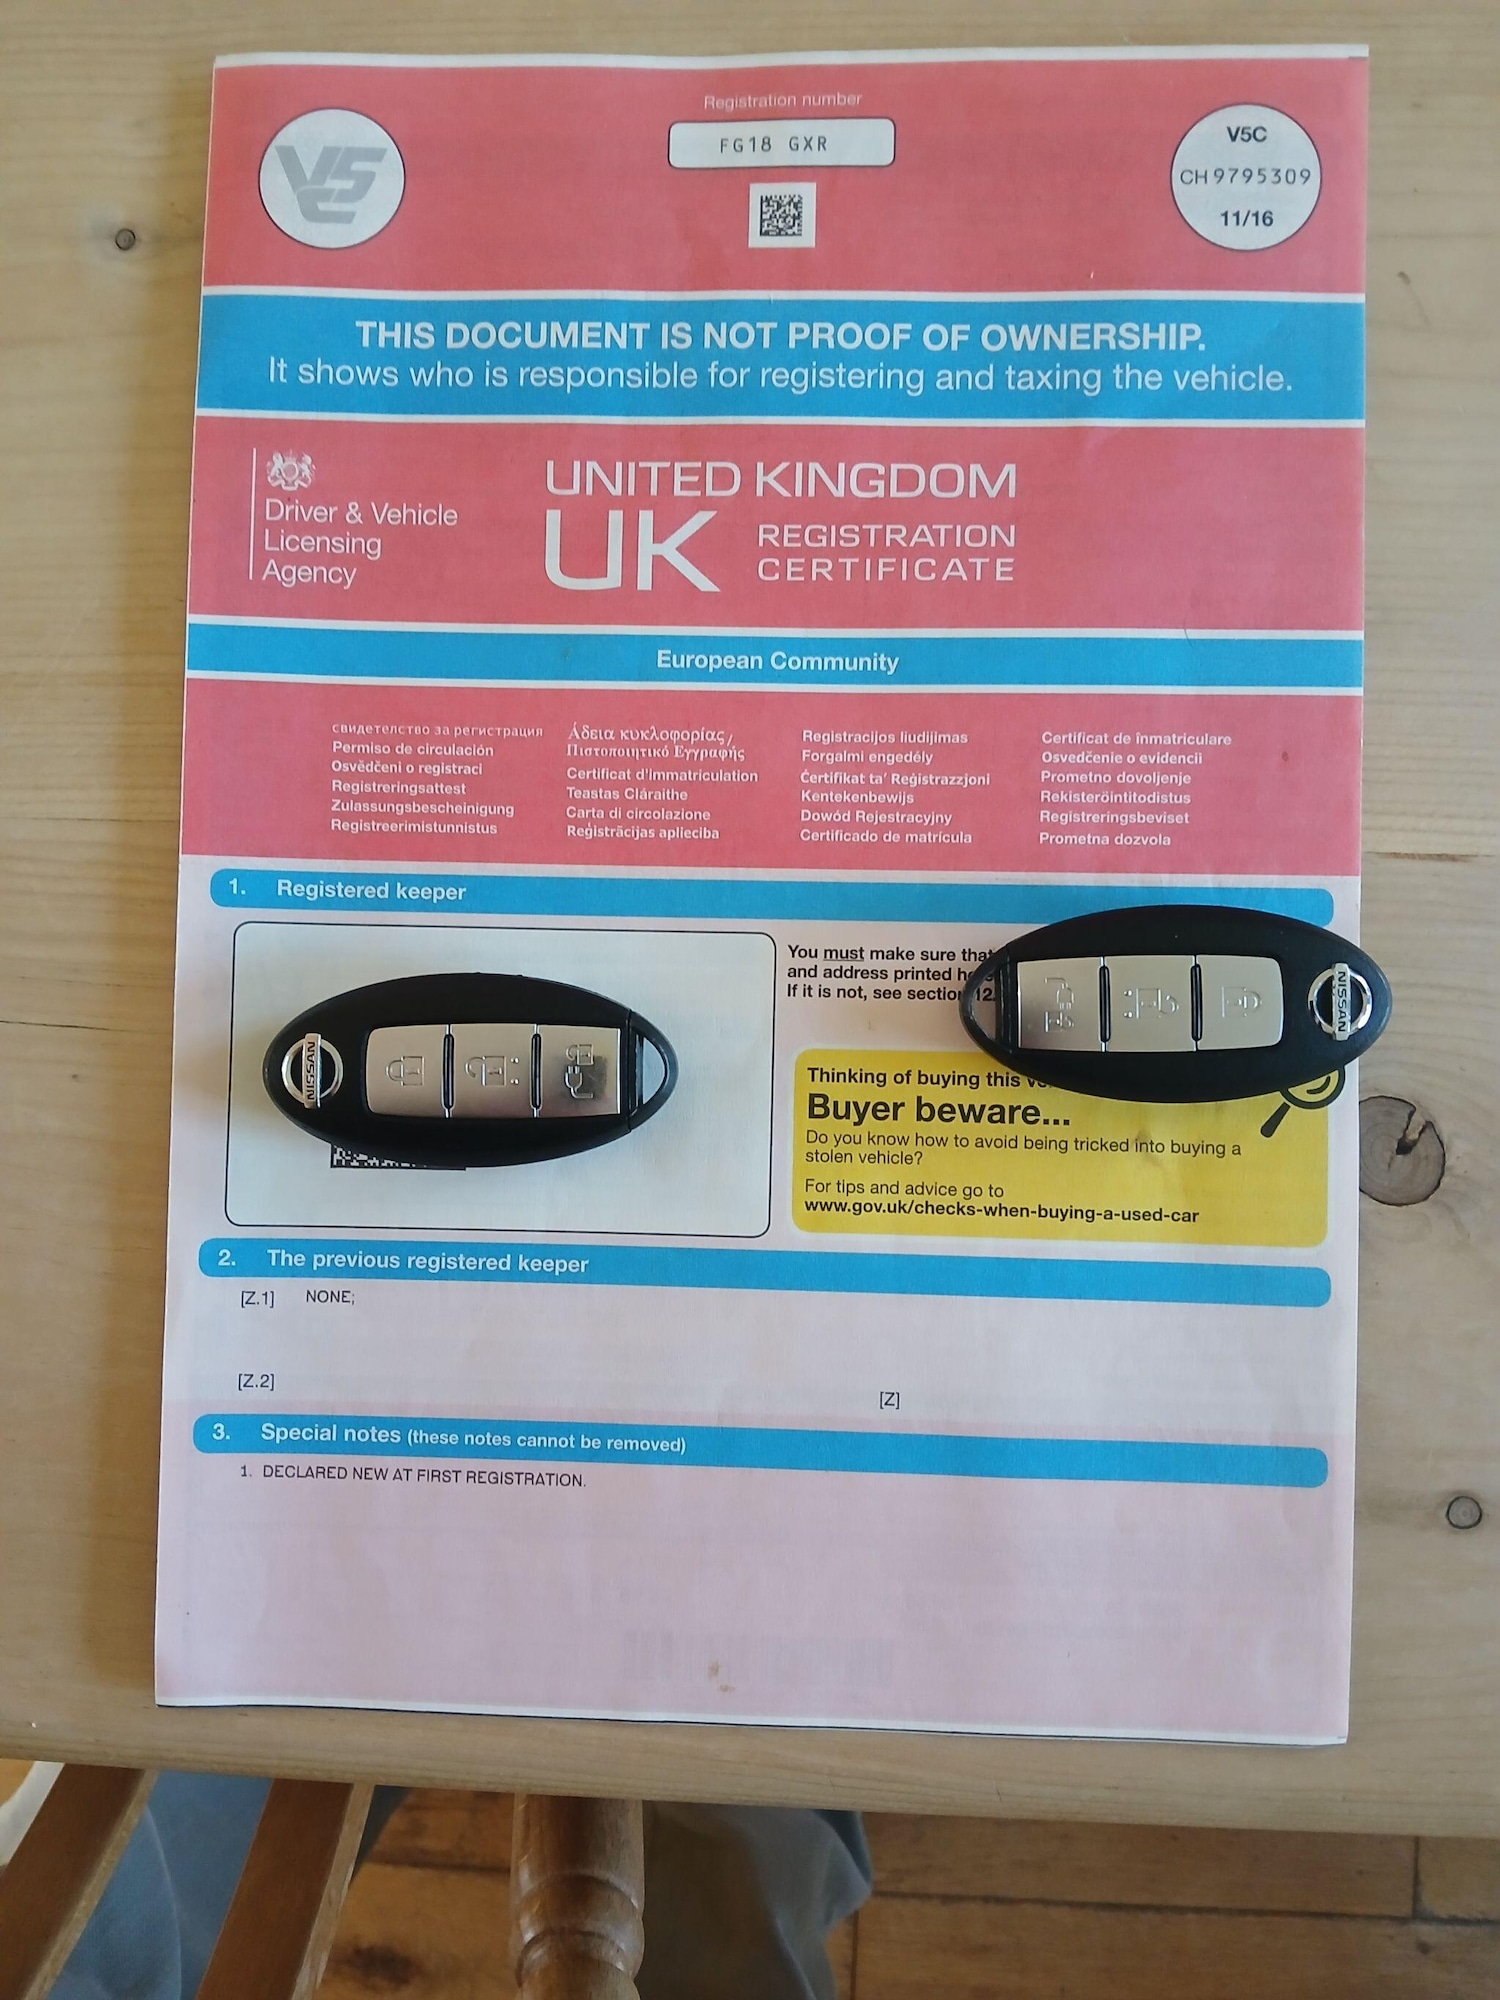 Registration number
FG18 GXR
V5C
V5C
CH9795309
11/16
THIS DOCUMENT IS NOT PROOF OF OWNERSHIP.
It shows who is responsible for registering and taxing the vehicle.
Driver & Vehicle
Licensing
Agency
UNITED KINGDOM
UK REGISTRATION
CERTIFICATE
European Community
свидетелство за регистрация
Permiso de circulación
Osvědčeni o registraci
Registreringsattest
Zulassungsbescheinigung
Registreerimistunnistus
Άδεια κυκλοφορίας/
Πιστοποιητικό Εγγραφής
Certificat d'immatriculation
Teastas Cláraithe
Carta di circolazione
Reģistrācijas apliecība
Registracijos liudijimas
Forgalmi engedély
Ċertifikat ta' Reġistrazzjoni
Kentekenbewijs
Dowód Rejestracyjny
Certificado de matrícula
Certificat de înmatriculare
Osvedčenie o evidencii
Prometno dovoljenje
Rekisteröintitodistus
Registreringsbeviset
Prometna dozvola
1. Registered keeper
You must make sure that
and address printed
If it is not, see section 12.
NISSAN
NISSAN
Thinking of buying this
Buyer beware...
Do you know how to avoid being tricked into buying a
stolen vehicle?
For tips and advice go to
www.gov.uk/checks-when-buying-a-used-car
2. The previous registered keeper
[Z.1] NONE;
[Z.2]
[Z]
3. Special notes (these notes cannot be removed)
1. DECLARED NEW AT FIRST REGISTRATION.